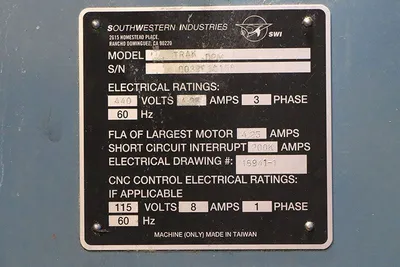 SOUTHWESTERN INDUSTRIES
2615 HOMESTEAD PLACE,
RANCHO DOMINGUEZ, CA 90220
SWI
MODEL TRAK
S/N
ELECTRICAL RATINGS:
440 VOLTS AMPS 3 PHASE
60 Hz
FLA OF LARGEST MOTOR AMPS
SHORT CIRCUIT INTERRUPT AMPS
ELECTRICAL DRAWING #:
CNC CONTROL ELECTRICAL RATINGS:
IF APPLICABLE
115 VOLTS 8 AMPS 1 PHASE
60 Hz
MACHINE (ONLY) MADE IN TAIWAN